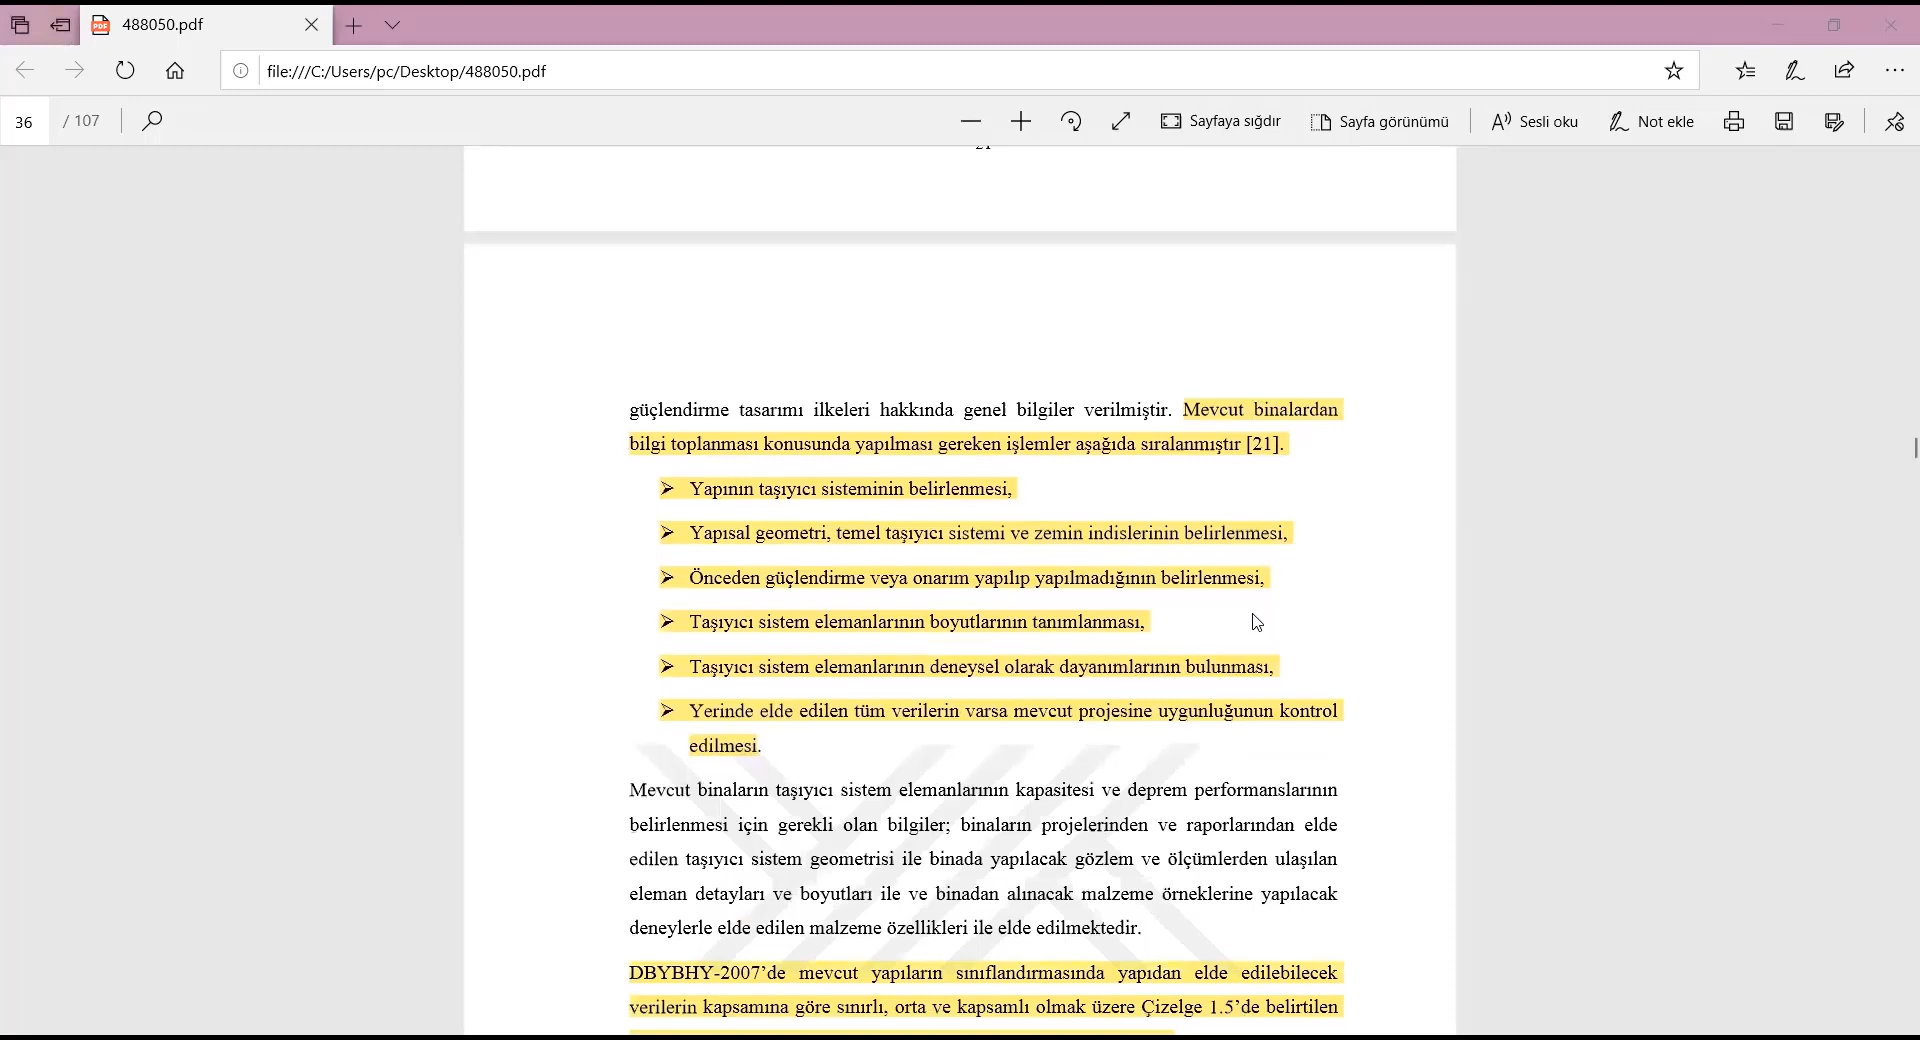 488050.pdf
file:///C:/Users/pc/Desktop/488050.pdf
36 / 107 Sayfaya sığdır Sayfa görünümü Sesli oku Not ekle
güçlendirme tasarımı ilkeleri hakkında genel bilgiler verilmiştir. Mevcut binalardan
bilgi toplanması konusunda yapılması gereken işlemler aşağıda sıralanmıştır [21].
➢ Yapının taşıyıcı sisteminin belirlenmesi,
➢ Yapısal geometri, temel taşıyıcı sistemi ve zemin indislerinin belirlenmesi,
➢ Önceden güçlendirme veya onarım yapılıp yapılmadığının belirlenmesi,
➢ Taşıyıcı sistem elemanlarının boyutlarının tanımlanması,
➢ Taşıyıcı sistem elemanlarının deneysel olarak dayanımlarının bulunması,
➢ Yerinde elde edilen tüm verilerin varsa mevcut projesine uygunluğunun kontrol
edilmesi.
Mevcut binaların taşıyıcı sistem elemanlarının kapasitesi ve deprem performanslarının
belirlenmesi için gerekli olan bilgiler; binaların projelerinden ve raporlarından elde
edilen taşıyıcı sistem geometrisi ile binada yapılacak gözlem ve ölçümlerden ulaşılan
eleman detayları ve boyutları ile ve binadan alınacak malzeme örneklerine yapılacak
deneylerle elde edilen malzeme özellikleri ile elde edilmektedir.
DBYBHY-2007’de mevcut yapıların sınıflandırmasında yapıdan elde edilebilecek
verilerin kapsamına göre sınırlı, orta ve kapsamlı olmak üzere Çizelge 1.5’de belirtilen